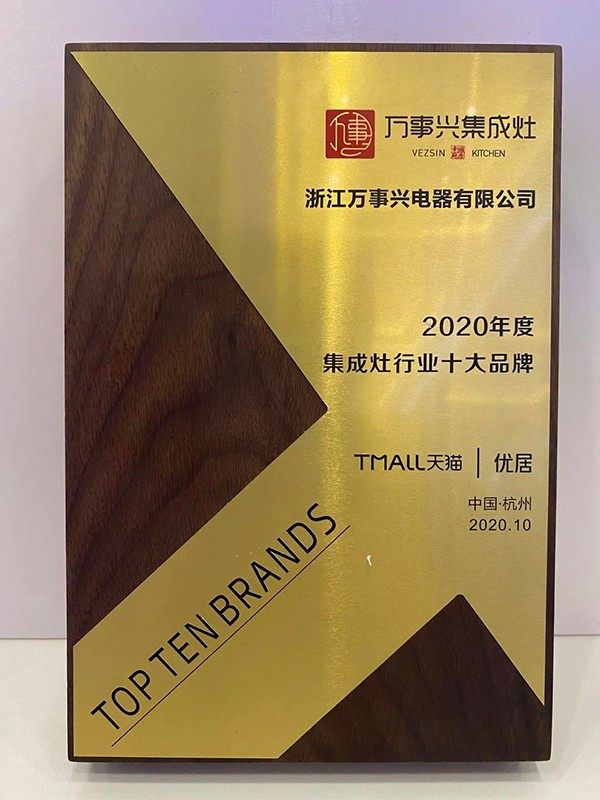 万事兴集成灶
VEZSIN KITCHEN
浙江万事兴电器有限公司
2020年度
集成灶行业十大品牌
TMALL天猫 | 优居
中国·杭州
2020.10
TOP TEN BRANDS